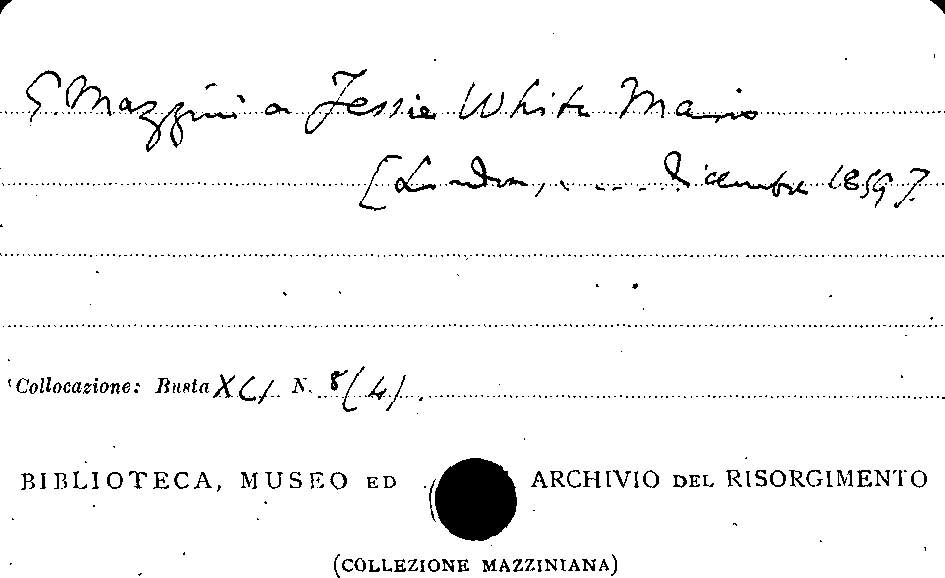 G. Mazzini a Jessie White Mario
[Londra, . ... dicembre 1859].
Collocazione: Busta XCI N. 8(4).
BIBLIOTECA, MUSEO ED ARCHIVIO DEL RISORGIMENTO
(COLLEZIONE MAZZINIANA)